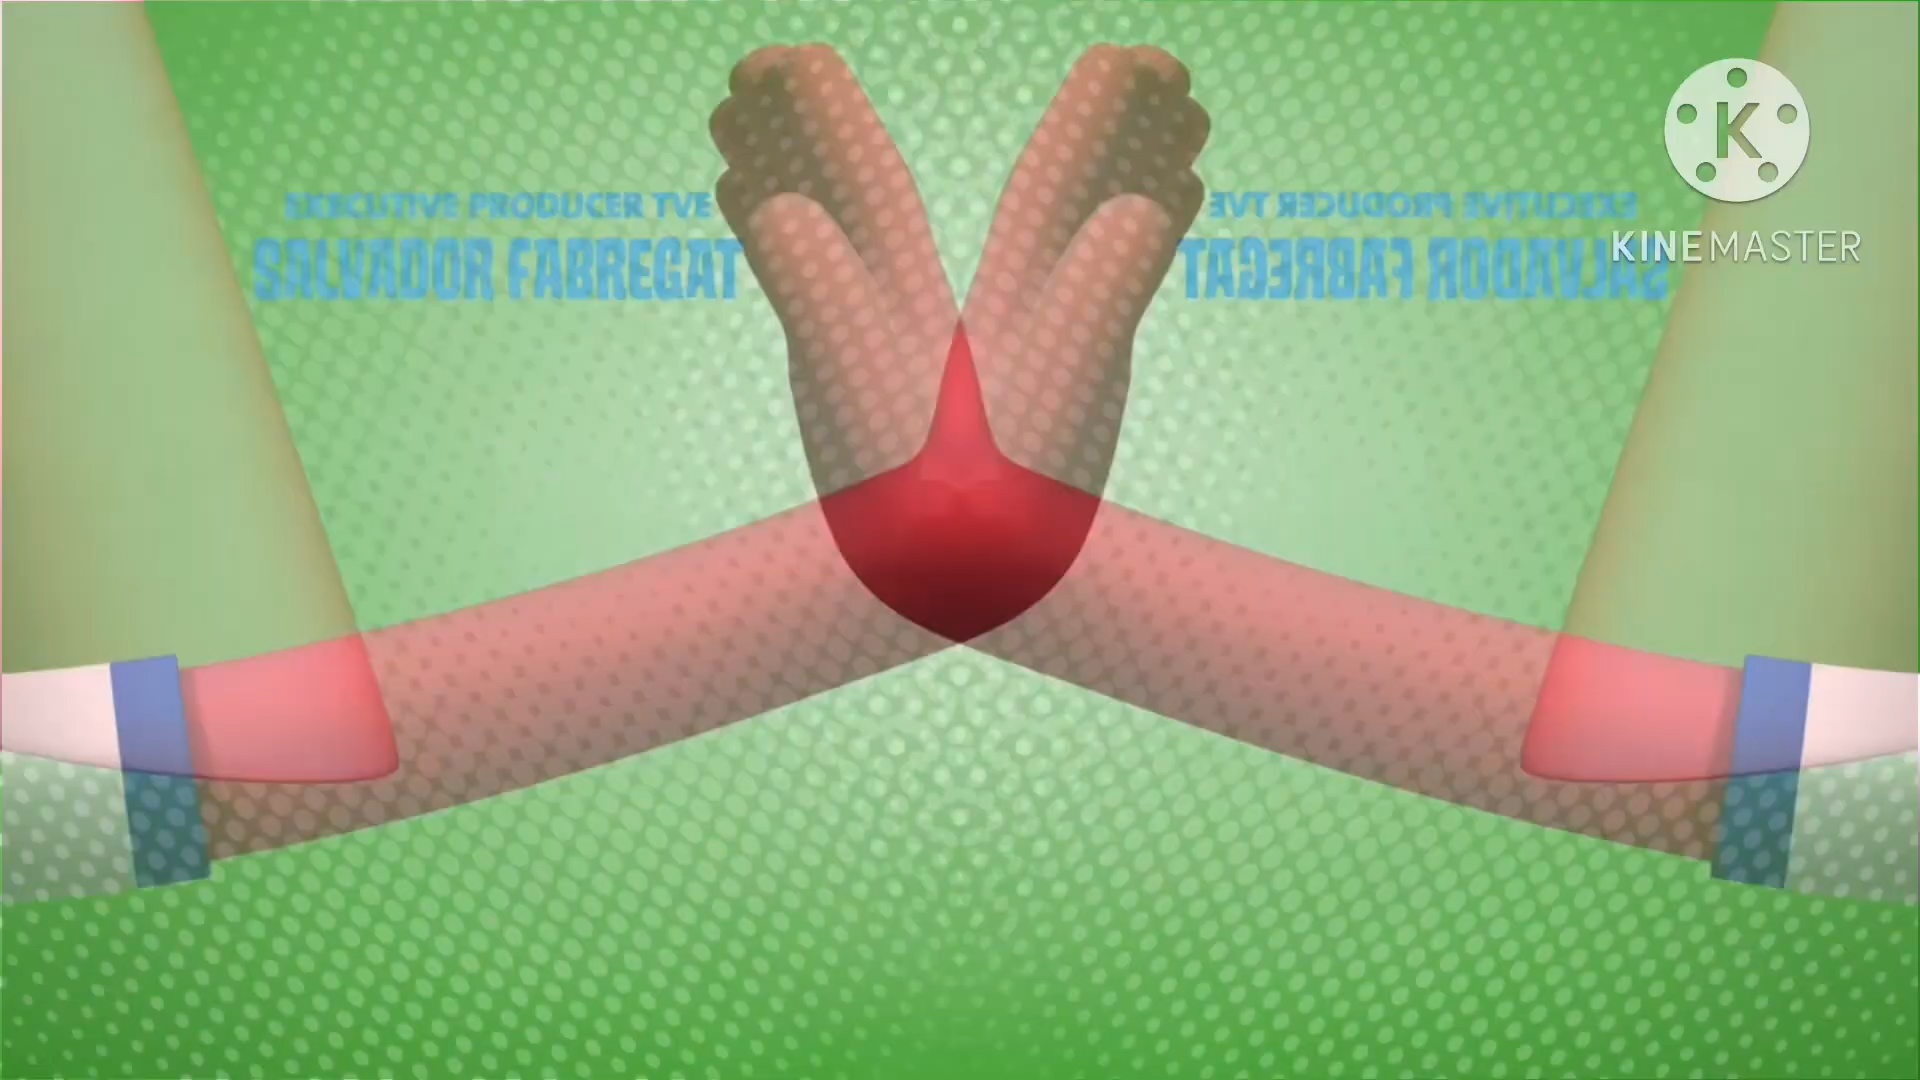 EXECUTIVE PRODUCER TVE
SALVADOR FABREGAT
EXECUTIVE PRODUCER TVE
SALVADOR FABREGAT
K
KINEMASTER